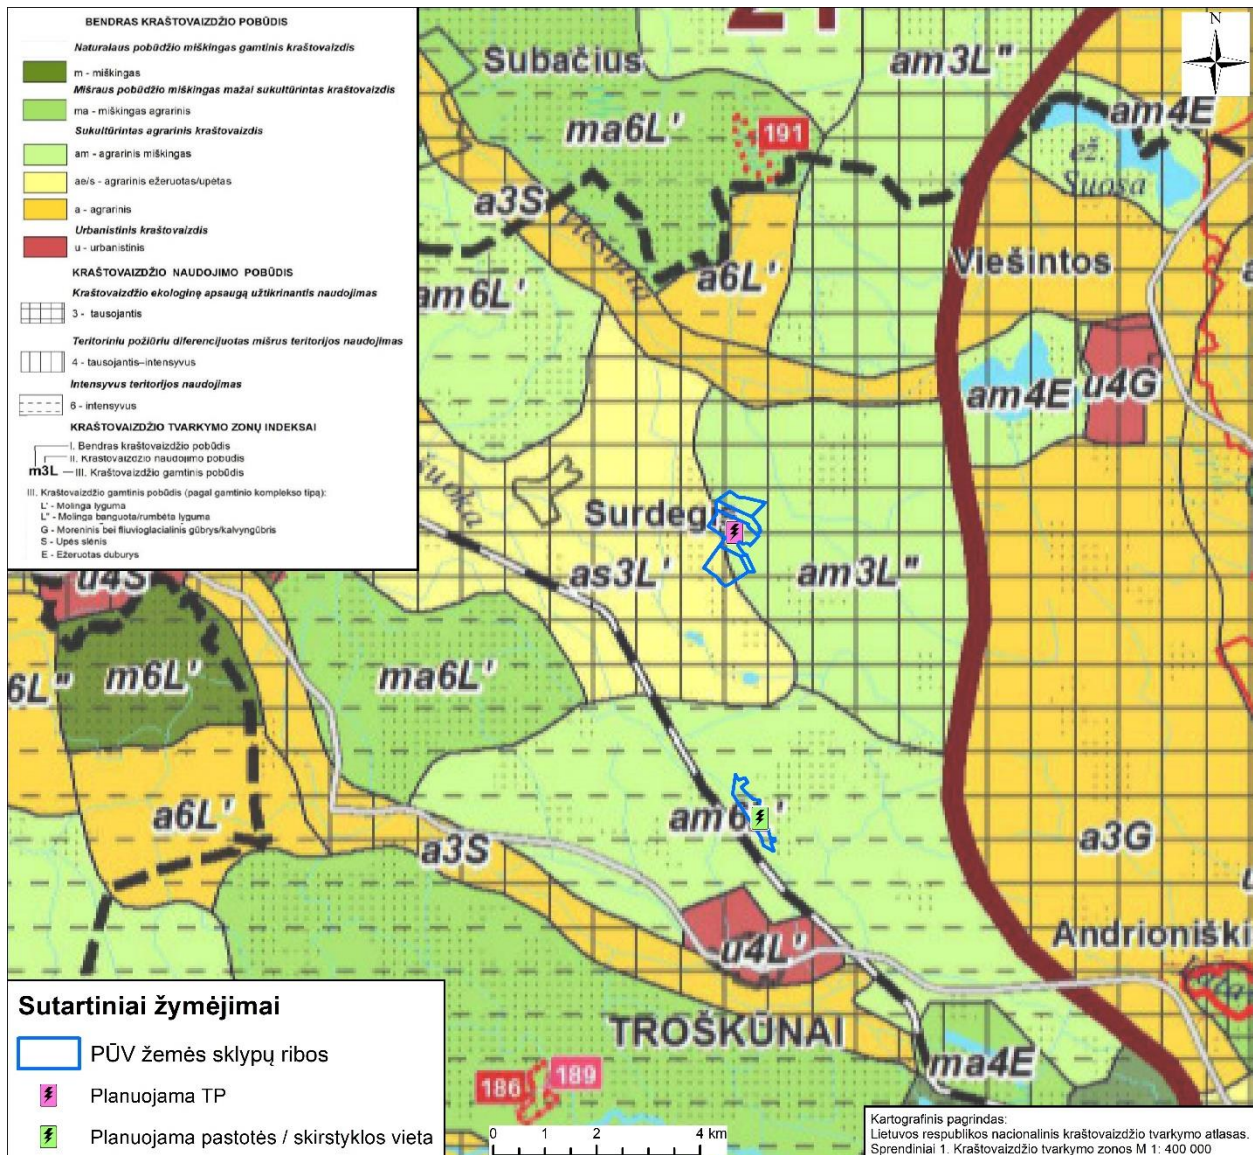 BENDRAS KRAŠTOVAIZDŽIO POBŪDIS
Naturalaus pobūdžio miškingas gamtinis kraštovaizdis
m - miškingas
Mišraus pobūdžio miškingas mažai sukultūrintas kraštovaizdis
ma - miškingas agrarinis
Sukultūrintas agrarinis kraštovaizdis
am - agrarinis miškingas
ae/s - agrarinis ežeruotas/upėtas
a - agrarinis
Urbanistinis kraštovaizdis
u - urbanistinis
KRAŠTOVAIZDŽIO NAUDOJIMO POBŪDIS
Kraštovaizdžio ekologinę apsaugą užtikrinantis naudojimas
3 - tausojantis
Teritoriniu požiūriu diferencijuotas mišrus teritorijos naudojimas
4 - tausojantis–intensyvus
Intensyvus teritorijos naudojimas
6 - intensyvus
KRAŠTOVAIZDŽIO TVARKYMO ZONŲ INDEKSAI
I. Bendras kraštovaizdžio pobūdis
II. Kraštovaizdžio naudojimo pobūdis
m3L III. Kraštovaizdžio gamtinis pobūdis
III. Kraštovaizdžio gamtinis pobūdis (pagal gamtinio komplekso tipą):
L' - Molinga lyguma
L" - Molinga banguota/rumbėta lyguma
G - Moreninis bei fliuvioglacialinis gūbrys/kalvyngūbris
S - Upės slėnis
E - Ežeruotas duburys
21
N
Subačius
am3L"
ma6L'
191
am4E
ež.
Suosa
a3S
Viešinta
Viešintos
a6L'
am6L'
am4E
u4G
šuoka
Surdegis
as3L'
am3L"
u4S
m6L'
6L"
ma6L'
a6L'
am6L'
a3S
a3G
u4L'
Andrioniški
TROŠKŪNAI
ma4E
186
189
Sutartiniai žymėjimai
PŪV žemės sklypų ribos
Planuojama TP
Planuojama pastotės / skirstyklos vieta
0 1 2 4 km
Kartografinis pagrindas:
Lietuvos respublikos nacionalinis kraštovaizdžio tvarkymo atlasas.
Sprendiniai 1. Kraštovaizdžio tvarkymo zonos M 1: 400 000